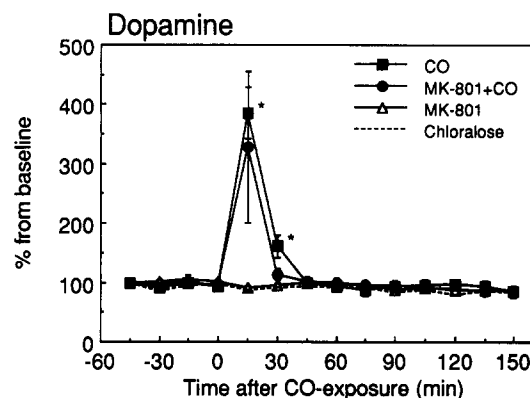 Dopamine
500
400
300
200
100
0
% from baseline
CO
MK-801+CO
MK-801
Chloralose
*
*
-60 -30 0 30 60 90 120 150
Time after CO-exposure (min)